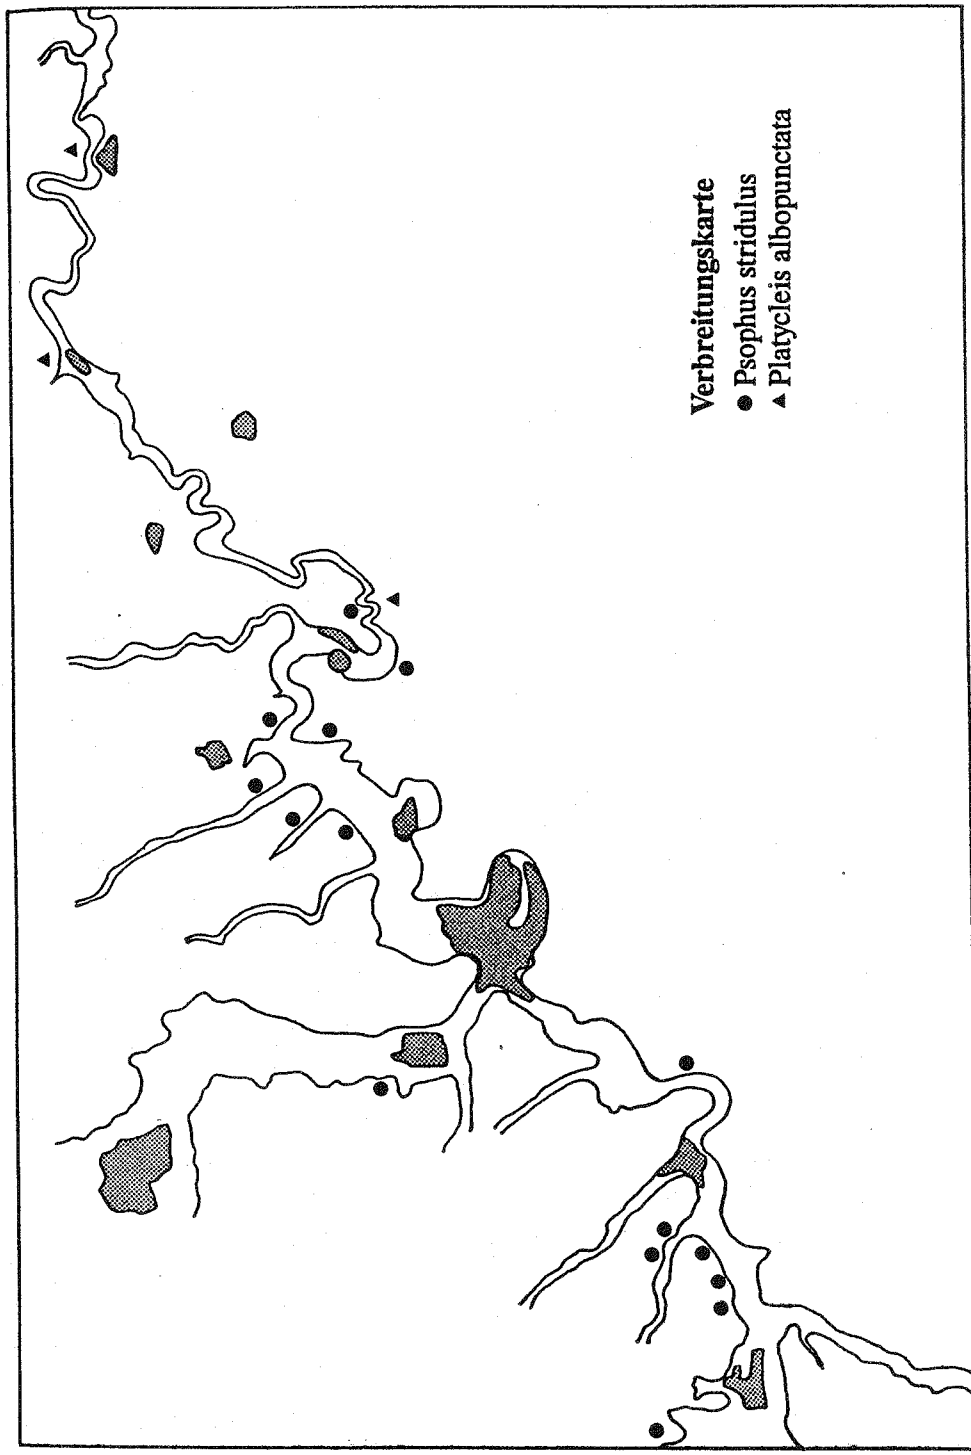 Verbreitungskarte
● Psophus stridulus
▲ Platycleis albopunctata